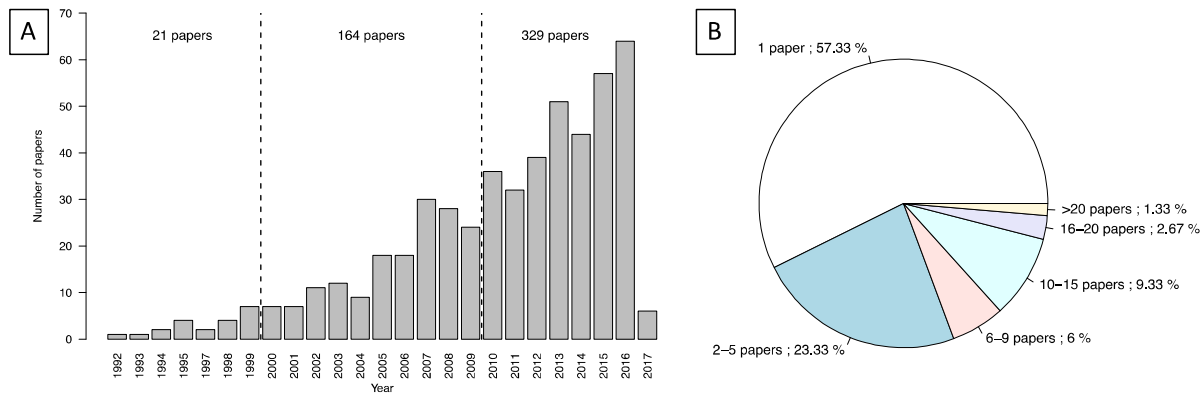 A
70
60
50
40
30
20
10
0
Number of papers
21 papers
164 papers
329 papers
1992
1993
1994
1995
1997
1998
1999
2000
2001
2002
2003
2004
2005
2006
2007
2008
2009
2010
2011
2012
2013
2014
2015
2016
2017
Year
B
1 paper ; 57.33 %
>20 papers ; 1.33 %
16–20 papers ; 2.67 %
10–15 papers ; 9.33 %
6–9 papers ; 6 %
2–5 papers ; 23.33 %